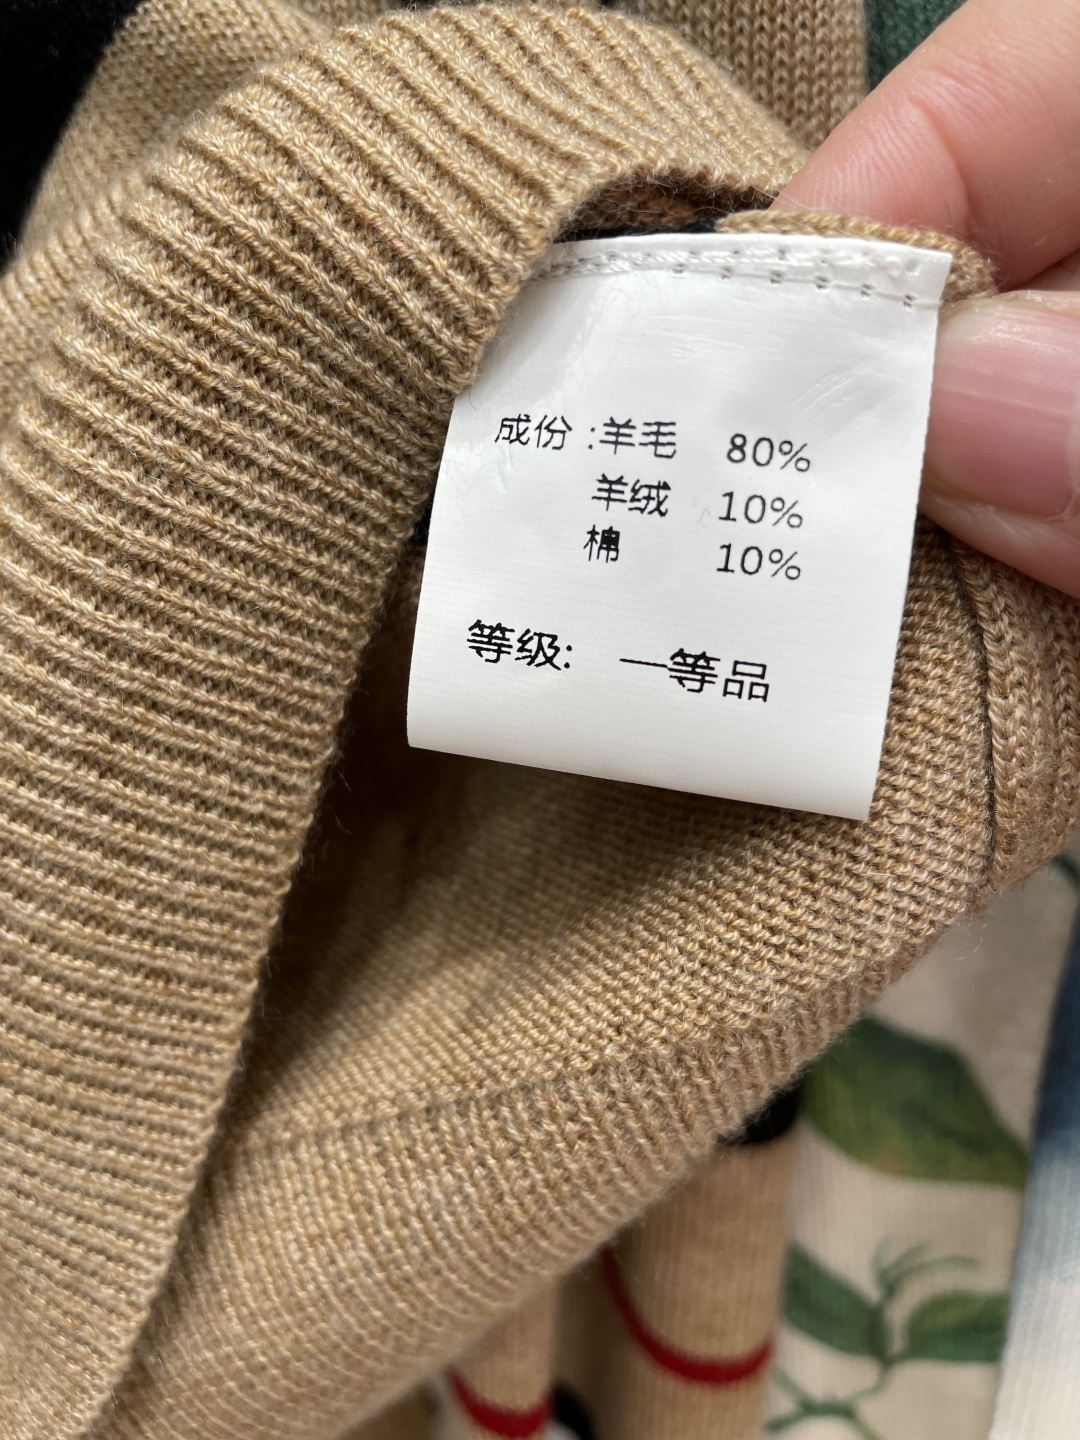 成份:羊毛 80%
羊绒 10%
棉 10%
等级: 一等品